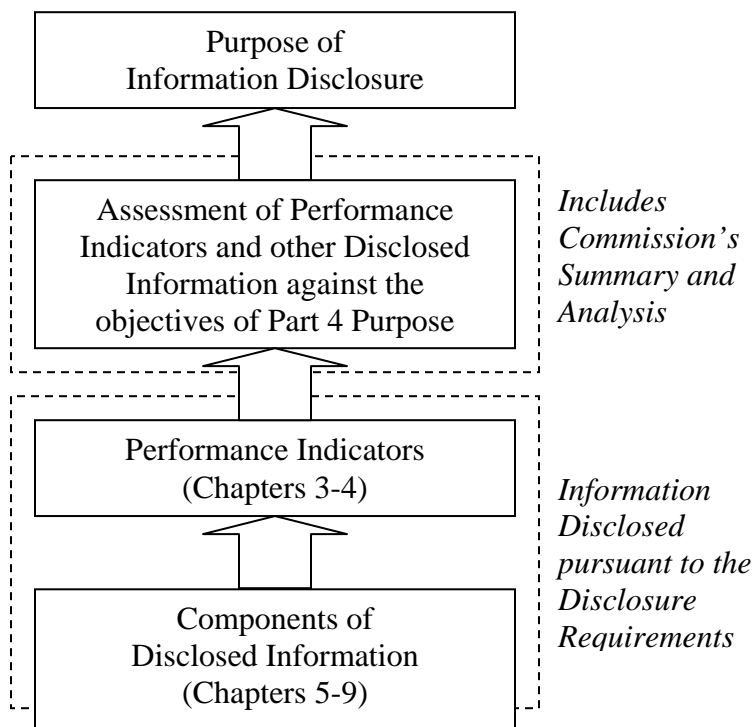 Purpose of
Information Disclosure
Assessment of Performance
Indicators and other Disclosed
Information against the
objectives of Part 4 Purpose
Includes
Commission's
Summary and
Analysis
Performance Indicators
(Chapters 3-4)
Information
Disclosed
pursuant to the
Disclosure
Requirements
Components of
Disclosed Information
(Chapters 5-9)